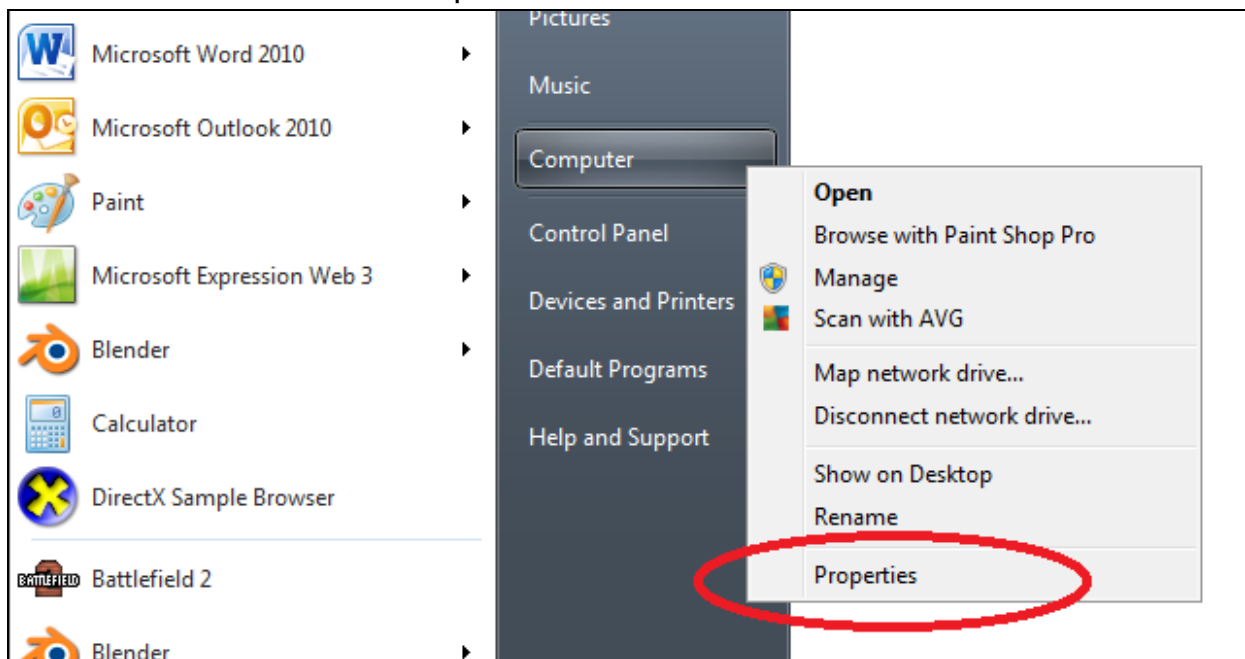 Microsoft Word 2010
Microsoft Outlook 2010
Paint
Microsoft Expression Web 3
Blender
Calculator
DirectX Sample Browser
BATTLEFIELD
2
Battlefield 2
Blender
Pictures
Music
Computer
Control Panel
Devices and Printers
Default Programs
Help and Support
Open
Browse with Paint Shop Pro
Manage
Scan with AVG
Map network drive...
Disconnect network drive...
Show on Desktop
Rename
Properties